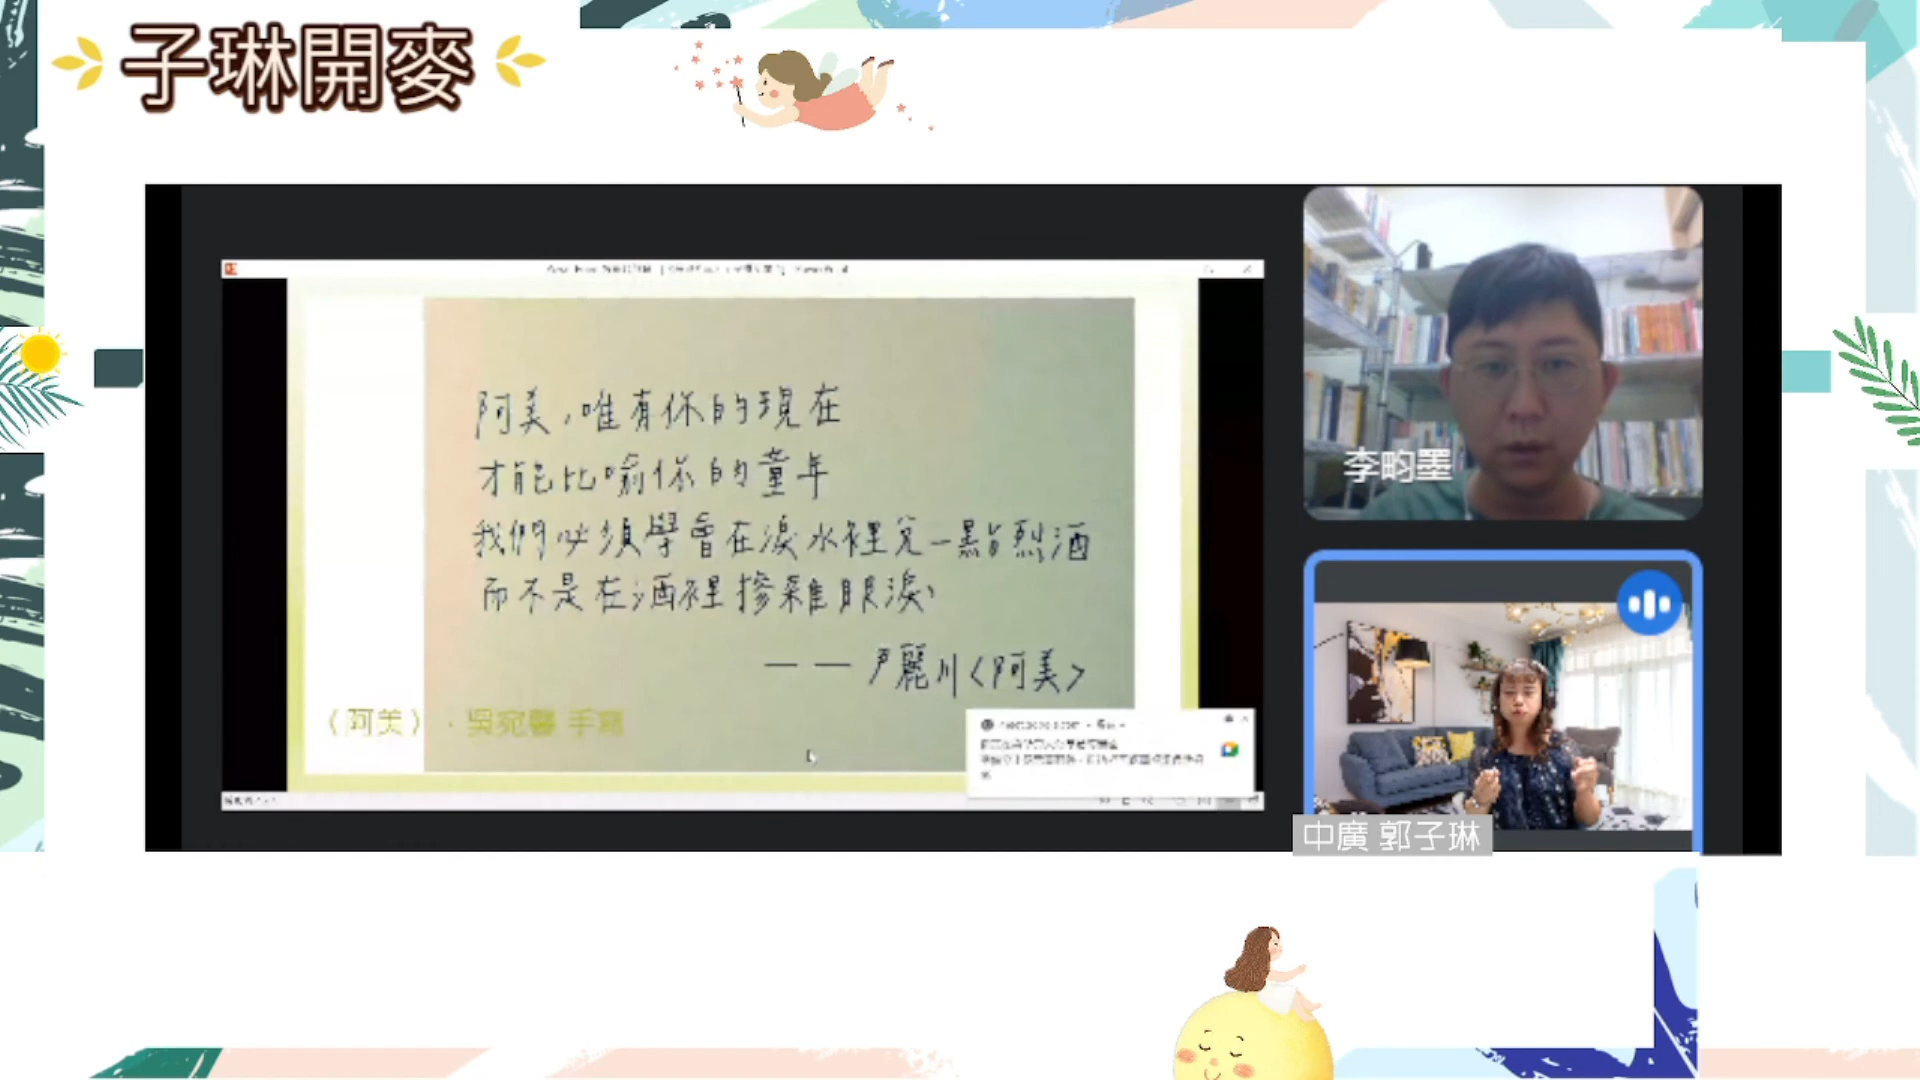 子琳開麥
阿美，唯有你的現在
才能比喻你的童年
我們必須學會在淚水裡兌一點烈酒
而不是在酒裡摻雜眼淚、
——尹麗川〈阿美〉
〈阿美〉．吳宛馨 手寫
李畇墨
中廣 郭子琳